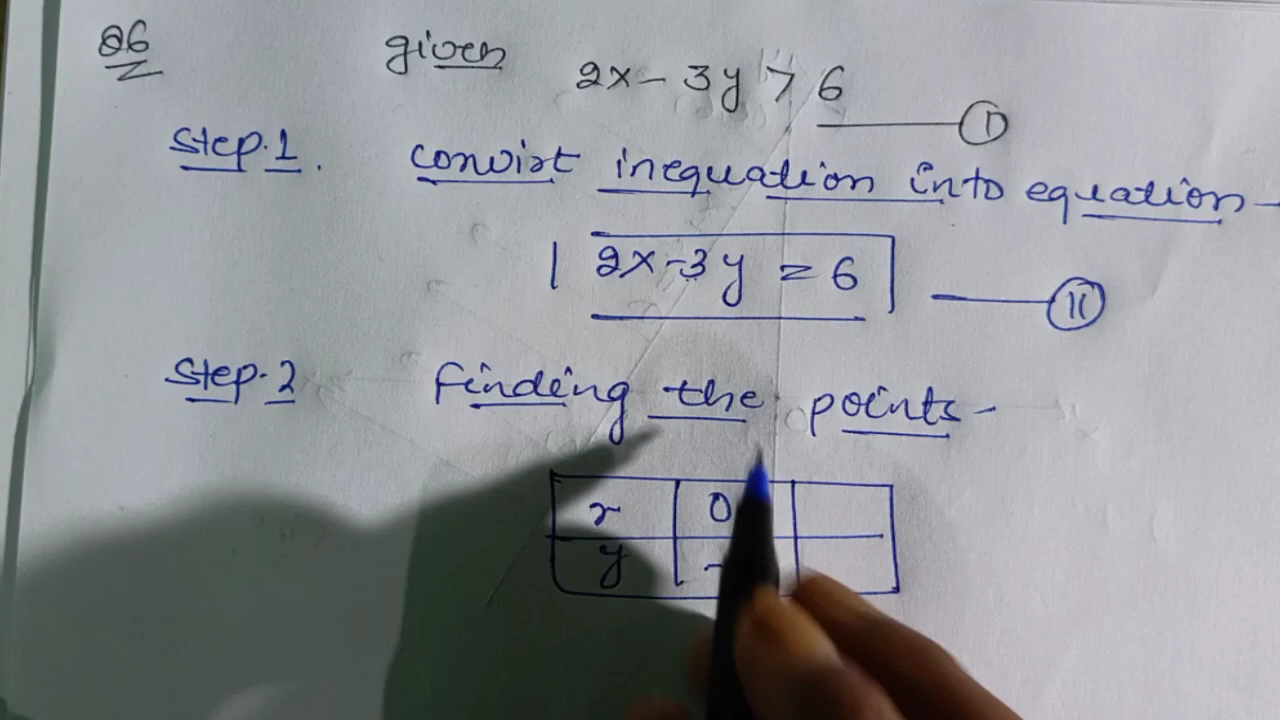 Q6 given 2x - 3y > 6 — I
Step.1. convirt inequation into equation -
2x - 3y = 6 — II
Step.2 Finding the points -
x 0
y -